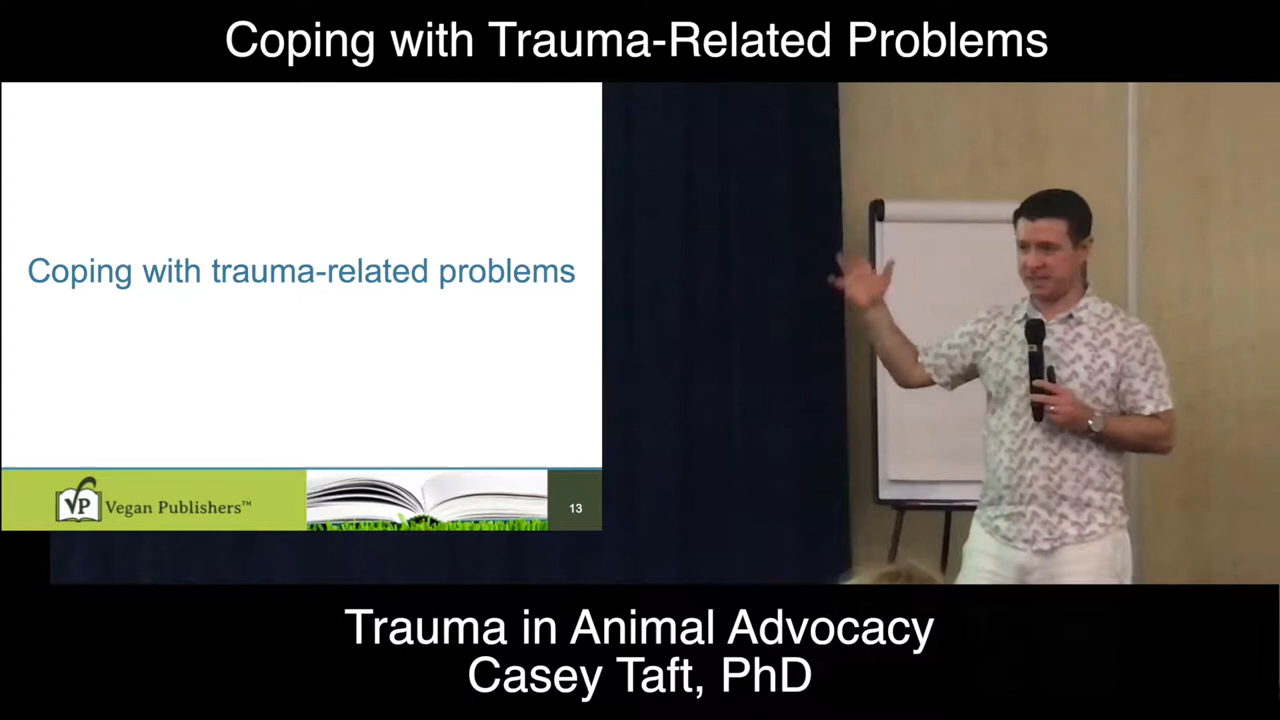 Coping with Trauma-Related Problems
Coping with trauma-related problems
VP Vegan Publishers™
13
Trauma in Animal Advocacy
Casey Taft, PhD